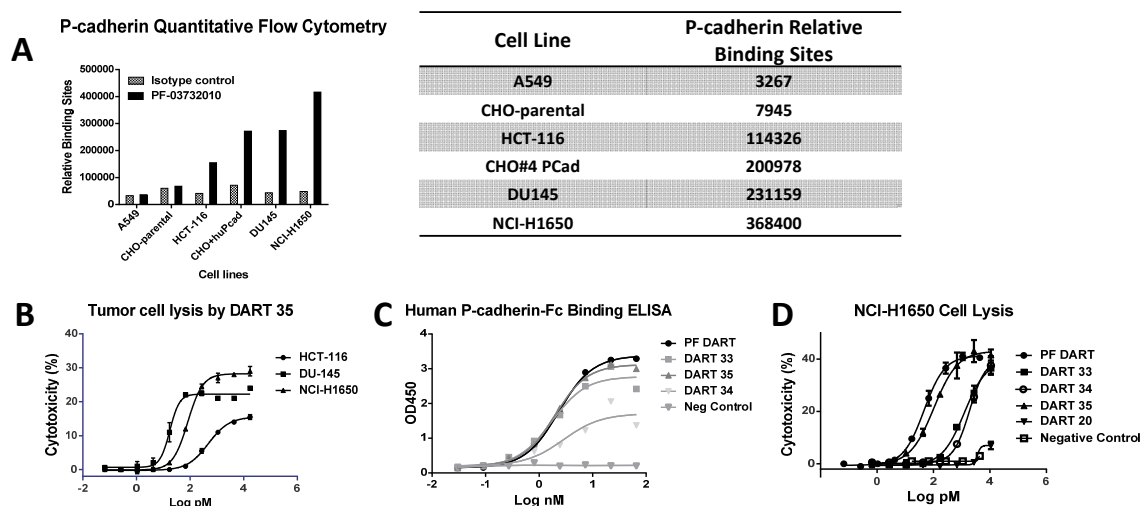 A
P-cadherin Quantitative Flow Cytometry
Isotype control
PF-03732010
500000
400000
300000
200000
100000
0
Relative Binding Sites
A549
CHO-parental
HCT-116
CHO+huPcad
DU145
NCI-H1650
Cell lines
Cell Line P-cadherin Relative
Binding Sites
A549 3267
CHO-parental 7945
HCT-116 114326
CHO#4 PCad 200978
DU145 231159
NCI-H1650 368400
B
Tumor cell lysis by DART 35
40
30
20
10
0
Cytotoxicity (%)
-2 0 2 4 6
Log pM
HCT-116
DU-145
NCI-H1650
C
Human P-cadherin-Fc Binding ELISA
4
3
2
1
0
OD450
-2 -1 0 1 2
Log nM
PF DART
DART 33
DART 35
DART 34
Neg Control
D
NCI-H1650 Cell Lysis
40
20
0
Cytotoxicity (%)
-2 0 2 4 6
Log pM
PF DART
DART 33
DART 34
DART 35
DART 20
Negative Control